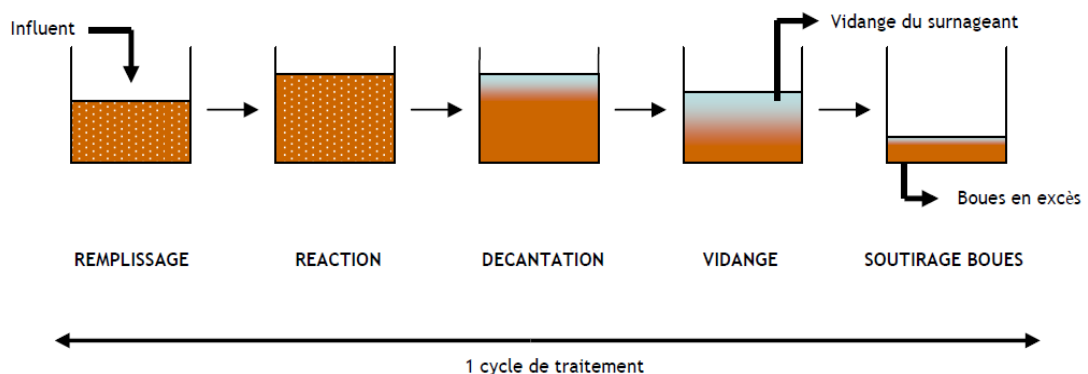 Influent
Vidange du surnageant
Boues en excès
REMPLISSAGE
REACTION
DECANTATION
VIDANGE
SOUTIRAGE BOUES
1 cycle de traitement